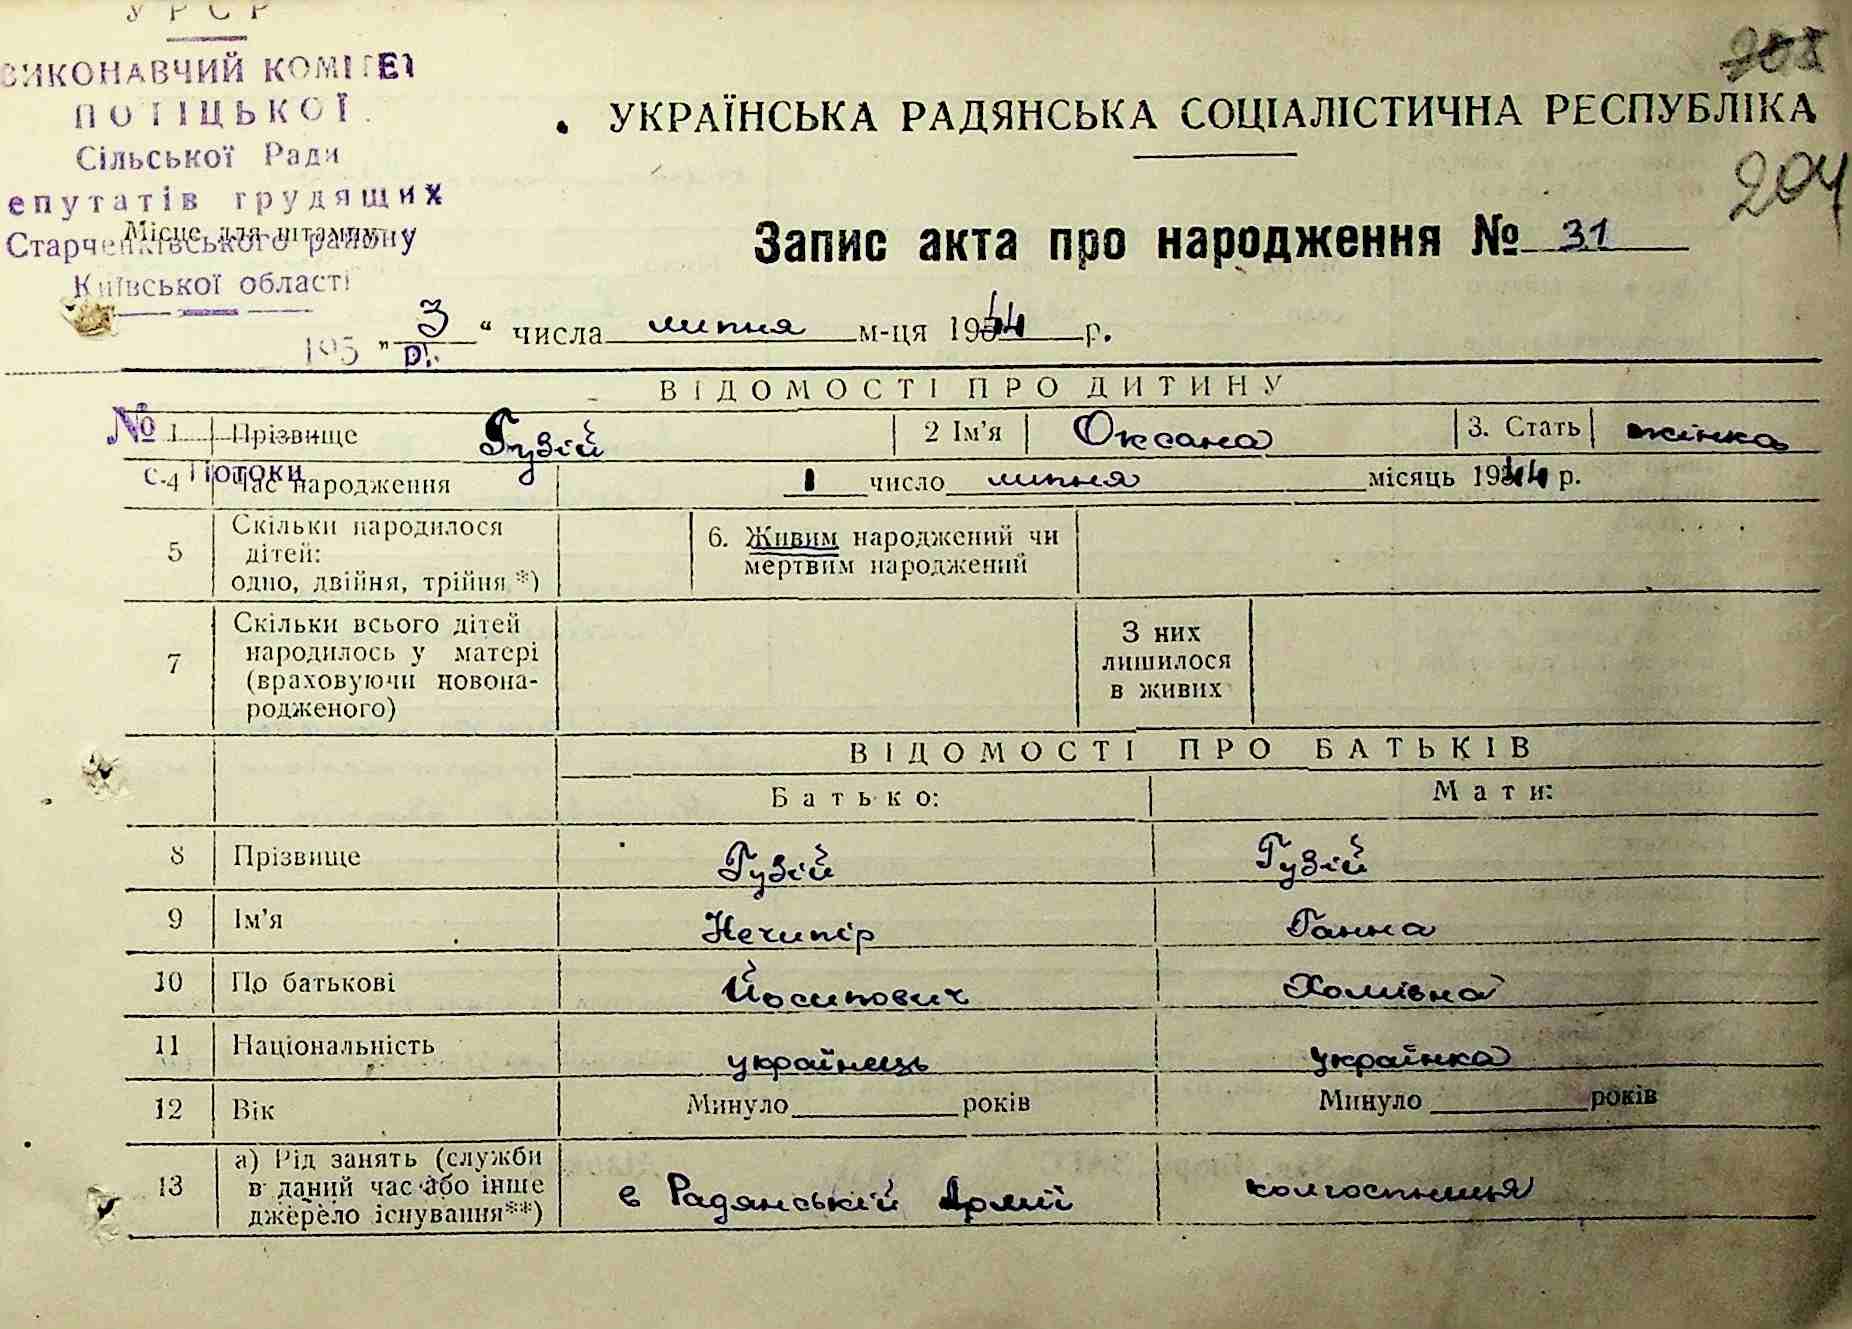 УРСР
ВИКОНАВЧИЙ КОМІТЕТ
ПОТІЦЬКОЇ
Сільської Ради
епутатів трудящих
Місце для штампу
Старченківського району
Київської області
195 р.
№
с. Потоки
205
204
УКРАЇНСЬКА РАДЯНСЬКА СОЦІАЛІСТИЧНА РЕСПУБЛІКА
Запис акта про народження № 31
„ 3 “ числа липня м-ця 1944 р.
ВІДОМОСТІ ПРО ДИТИНУ
1 Прізвище Гузій 2 Ім’я Оксана 3. Стать жінка
4 Час народження 1 число липня місяць 1944 р.
5 Скільки народилося дітей: одно, двійня, трійня *) 6. Живим народжений чи мертвим народжений
7 Скільки всього дітей народилось у матері (враховуючи новона-родженого) З них лишилося в живих
ВІДОМОСТІ ПРО БАТЬКІВ
Батько: Мати:
8 Прізвище Гузій Гузій
9 Ім’я Нечипір Ганна
10 По батькові Йосипович Хомівна
11 Національність українець українка
12 Вік Минуло років Минуло років
13 а) Рід занять (служби в даний час або інше джерело існування**) в Радянській Армії колгоспниця